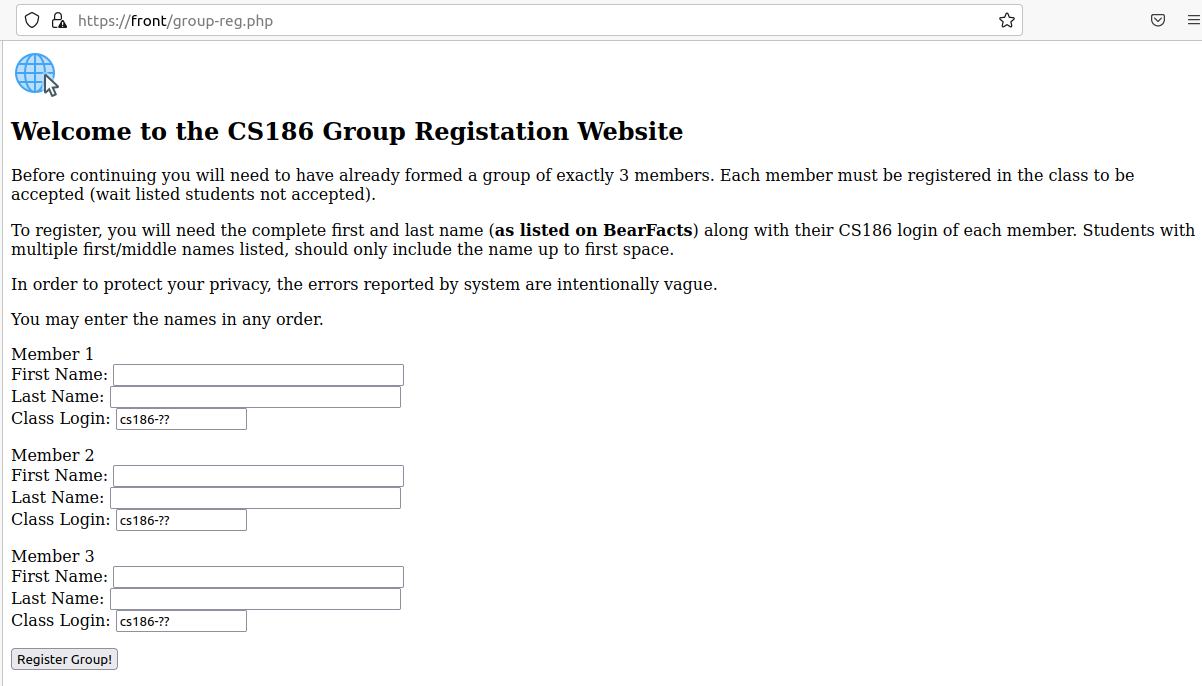 https://front/group-reg.php
Welcome to the CS186 Group Registation Website
Before continuing you will need to have already formed a group of exactly 3 members. Each member must be registered in the class to be
accepted (wait listed students not accepted).
To register, you will need the complete first and last name (as listed on BearFacts) along with their CS186 login of each member. Students with
multiple first/middle names listed, should only include the name up to first space.
In order to protect your privacy, the errors reported by system are intentionally vague.
You may enter the names in any order.
Member 1
First Name:
Last Name:
Class Login: cs186-??
Member 2
First Name:
Last Name:
Class Login: cs186-??
Member 3
First Name:
Last Name:
Class Login: cs186-??
Register Group!